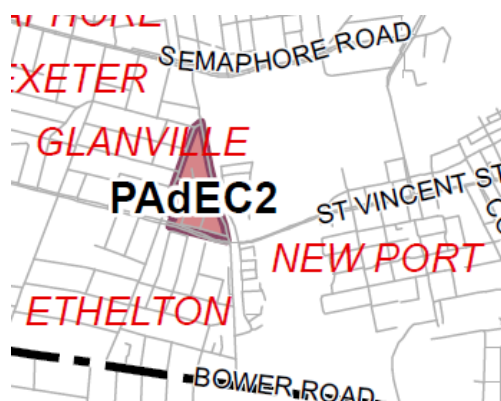 SEMAPHORE ROAD
EXETER
GLANVILLE
PAdEC2
ST VINCENT ST
NEW PORT
ETHELTON
BOWER ROAD